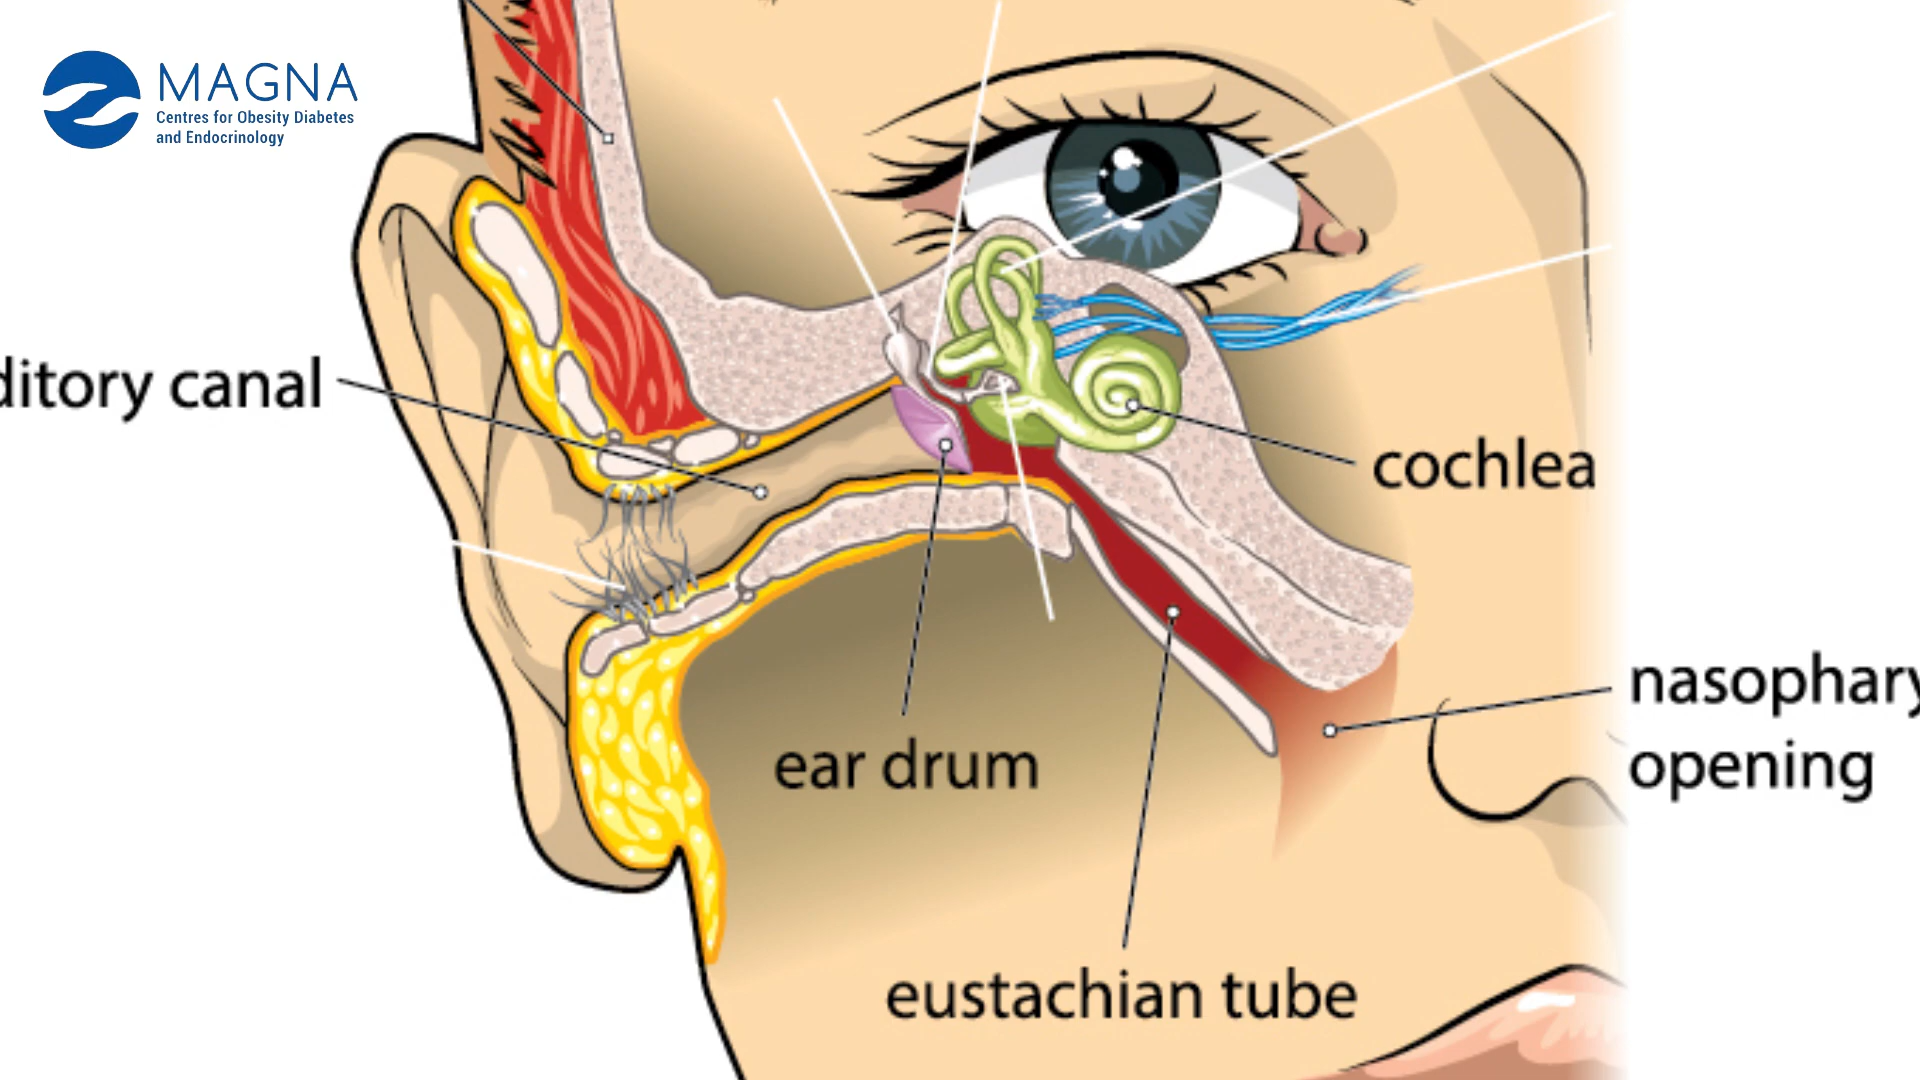 MAGNA
Centres for Obesity Diabetes
and Endocrinology
ditory canal
cochlea
nasophary
opening
ear drum
eustachian tube